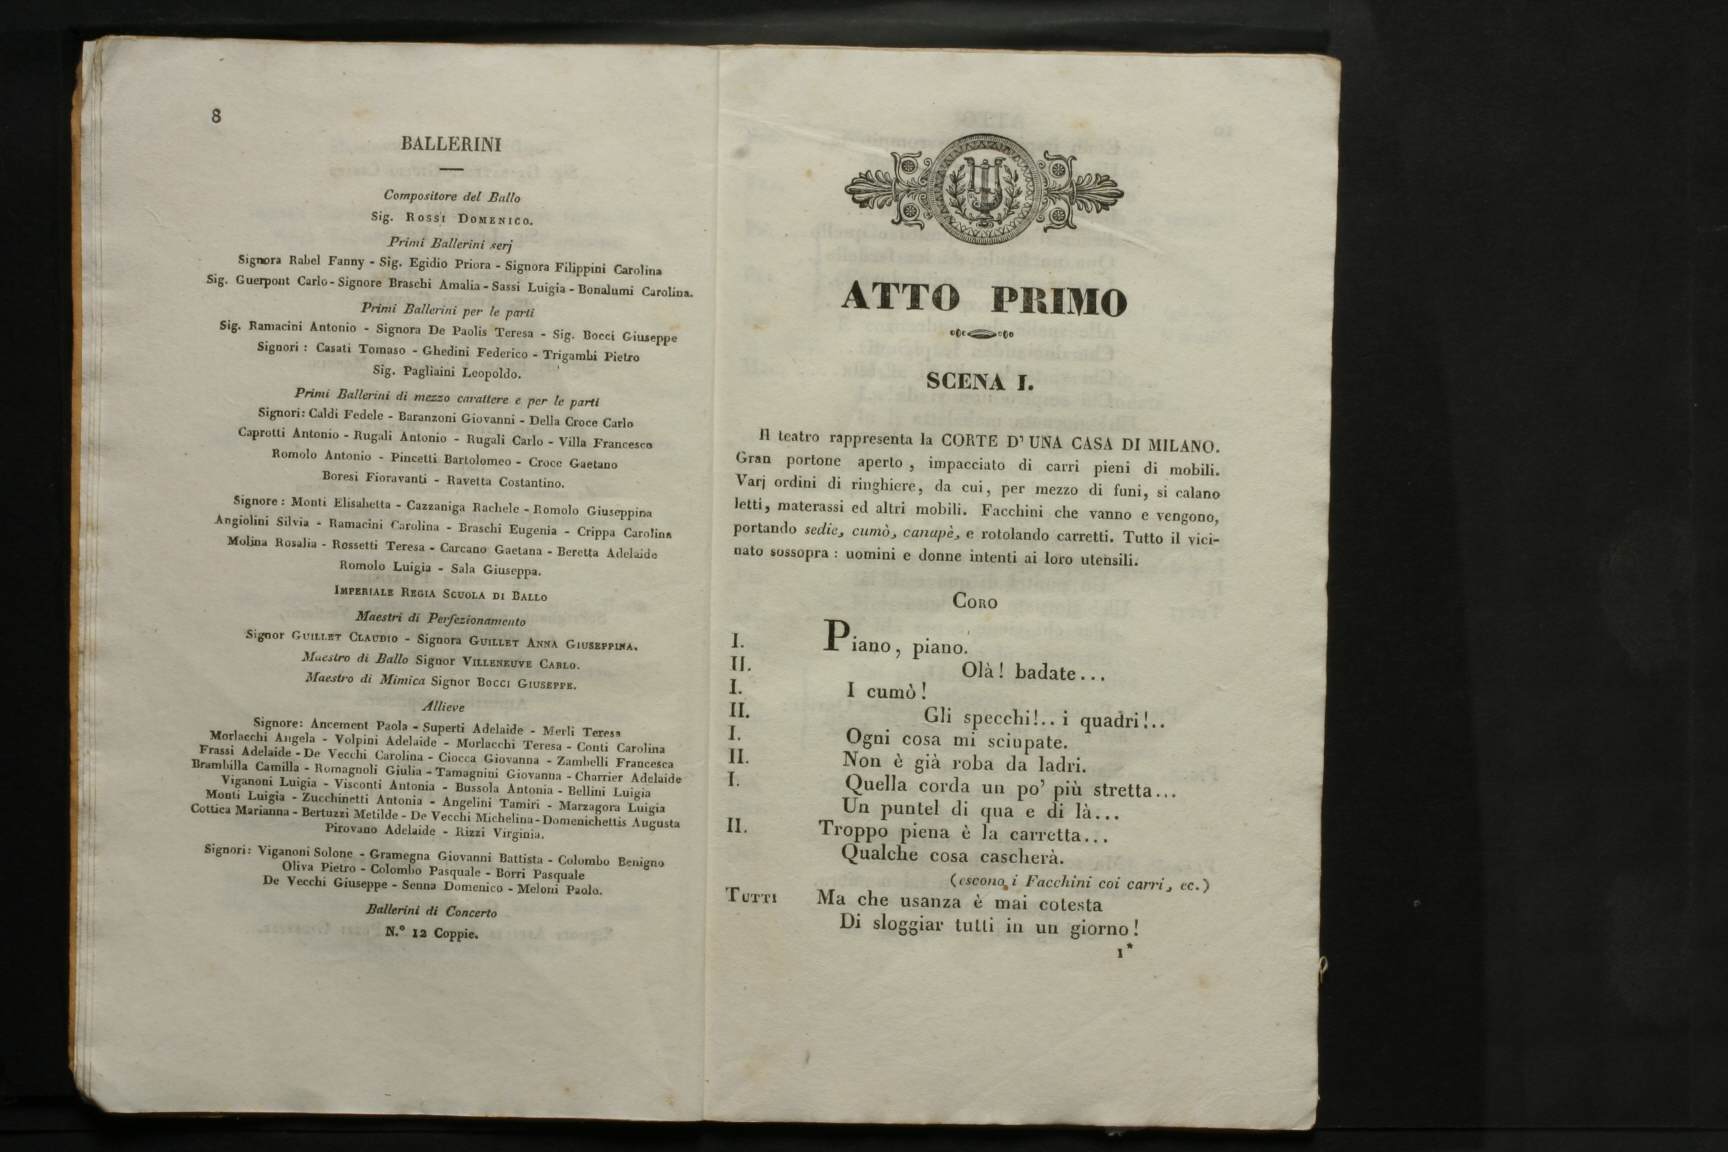 8
BALLERINI
Compositore del Ballo
Sig. ROSSI DOMENICO.
Primi Ballerini serj
Signora Rabel Fanny - Sig. Egidio Priora - Signora Filippini Carolina
Sig. Guerpont Carlo - Signore Braschi Amalia - Sassi Luigia - Bonalumi Carolina.
Primi Ballerini per le parti
Sig. Ramacini Antonio - Signora De Paolis Teresa - Sig. Bocci Giuseppe
Signori : Casati Tomaso - Ghedini Federico - Trigambi Pietro
Sig. Pagliaini Leopoldo.
Primi Ballerini di mezzo carattere e per le parti
Signori: Caldi Fedele - Baranzoni Giovanni - Della Croce Carlo
Caprotti Antonio - Rugali Antonio - Rugali Carlo - Villa Francesco
Romolo Antonio - Pincetti Bartolomeo - Croce Gaetano
Boresi Fioravanti - Ravetta Costantino.
Signore : Monti Elisabetta - Cazzaniga Rachele - Romolo Giuseppina
Angiolini Silvia - Ramacini Carolina - Braschi Eugenia - Crippa Carolina
Molina Rosalia - Rossetti Teresa - Carcano Gaetana - Beretta Adelaide
Romolo Luigia - Sala Giuseppa.
IMPERIALE REGIA SCUOLA DI BALLO
Maestri di Perfezionamento
Signor GUILLET CLAUDIO - Signora GUILLET ANNA GIUSEPPINA.
Maestro di Ballo Signor VILLENEUVE CARLO.
Maestro di Mimica Signor BOCCI GIUSEPPE.
Allieve
Signore: Ancement Paola - Superti Adelaide - Merli Teresa
Morlacchi Angela - Volpini Adelaide - Morlacchi Teresa - Conti Carolina
Frassi Adelaide - De Vecchi Carolina - Ciocca Giovanna - Zambelli Francesca
Brambilla Camilla - Romagnoli Giulia - Tamagnini Giovanna - Charrier Adelaide
Viganoni Luigia - Visconti Antonia - Bussola Antonia - Bellini Luigia
Monti Luigia - Zucchinetti Antonia - Angelini Tamiri - Marzagora Luigia
Cottica Marianna - Bertuzzi Metilde - De Vecchi Michelina - Domenichettis Augusta
Pirovano Adelaide - Rizzi Virginia.
Signori: Viganoni Solone - Gramegna Giovanni Battista - Colombo Benigno
Oliva Pietro - Colombo Pasquale - Borri Pasquale
De Vecchi Giuseppe - Senna Domenico - Meloni Paolo.
Ballerini di Concerto
N.° 12 Coppie.
ATTO PRIMO
SCENA I.
Il teatro rappresenta la CORTE D' UNA CASA DI MILANO.
Gran portone aperto , impacciato di carri pieni di mobili.
Varj ordini di ringhiere, da cui, per mezzo di funi, si calano
letti, materassi ed altri mobili. Facchini che vanno e vengono,
portando sedie, cumò, canapè, e rotolando carretti. Tutto il vici-
nato sossopra : uomini e donne intenti ai loro utensili.
CORO
I. Piano, piano.
II. Olà! badate...
I. I cumò!
II. Gli specchi!.. i quadri!..
I. Ogni cosa mi sciupate.
II. Non è già roba da ladri.
I. Quella corda un po' più stretta...
Un puntel di qua e di là...
II. Troppo piena è la carretta...
Qualche cosa cascherà.
(escono i Facchini coi carri, ec.)
TUTTI Ma che usanza è mai cotesta
Di sloggiar tutti in un giorno!
1*